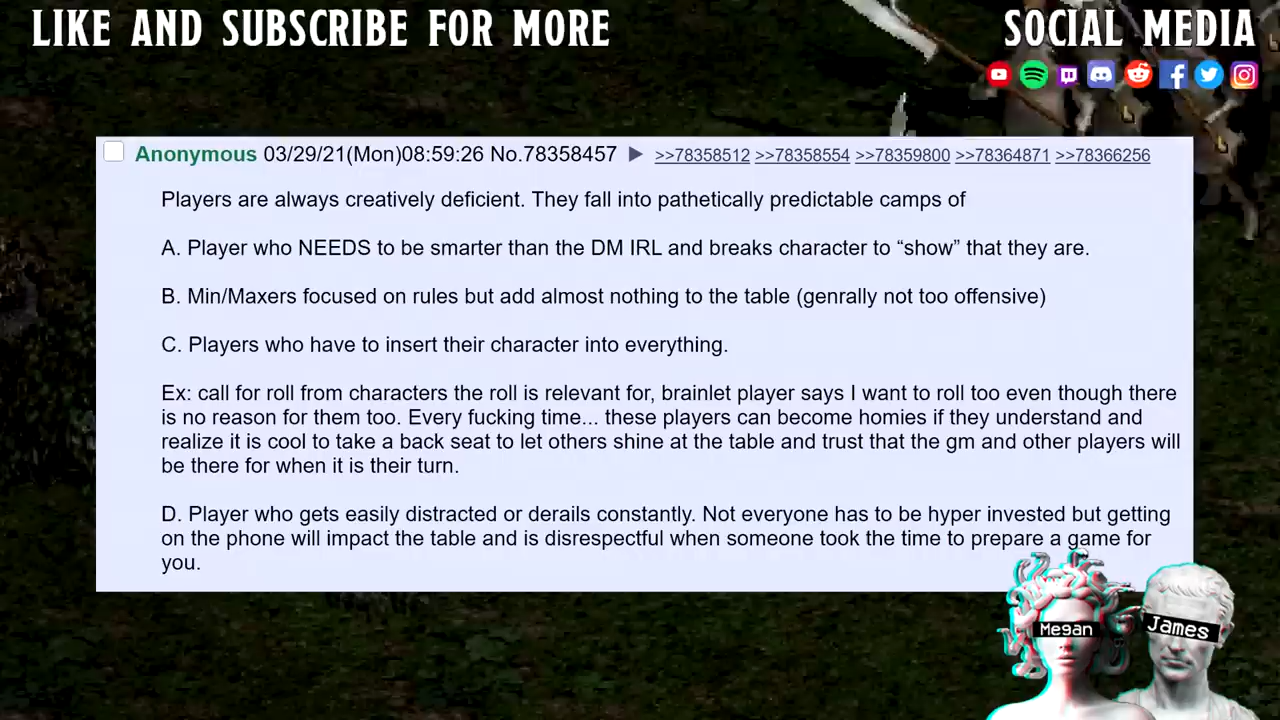 LIKE AND SUBSCRIBE FOR MORE
SOCIAL MEDIA
Anonymous 03/29/21(Mon)08:59:26 No.78358457 ▶ >>78358512 >>78358554 >>78359800 >>78364871 >>78366256
Players are always creatively deficient. They fall into pathetically predictable camps of
A. Player who NEEDS to be smarter than the DM IRL and breaks character to “show” that they are.
B. Min/Maxers focused on rules but add almost nothing to the table (genrally not too offensive)
C. Players who have to insert their character into everything.
Ex: call for roll from characters the roll is relevant for, brainlet player says I want to roll too even though there
is no reason for them too. Every fucking time... these players can become homies if they understand and
realize it is cool to take a back seat to let others shine at the table and trust that the gm and other players will
be there for when it is their turn.
D. Player who gets easily distracted or derails constantly. Not everyone has to be hyper invested but getting
on the phone will impact the table and is disrespectful when someone took the time to prepare a game for
you.
Megan
James